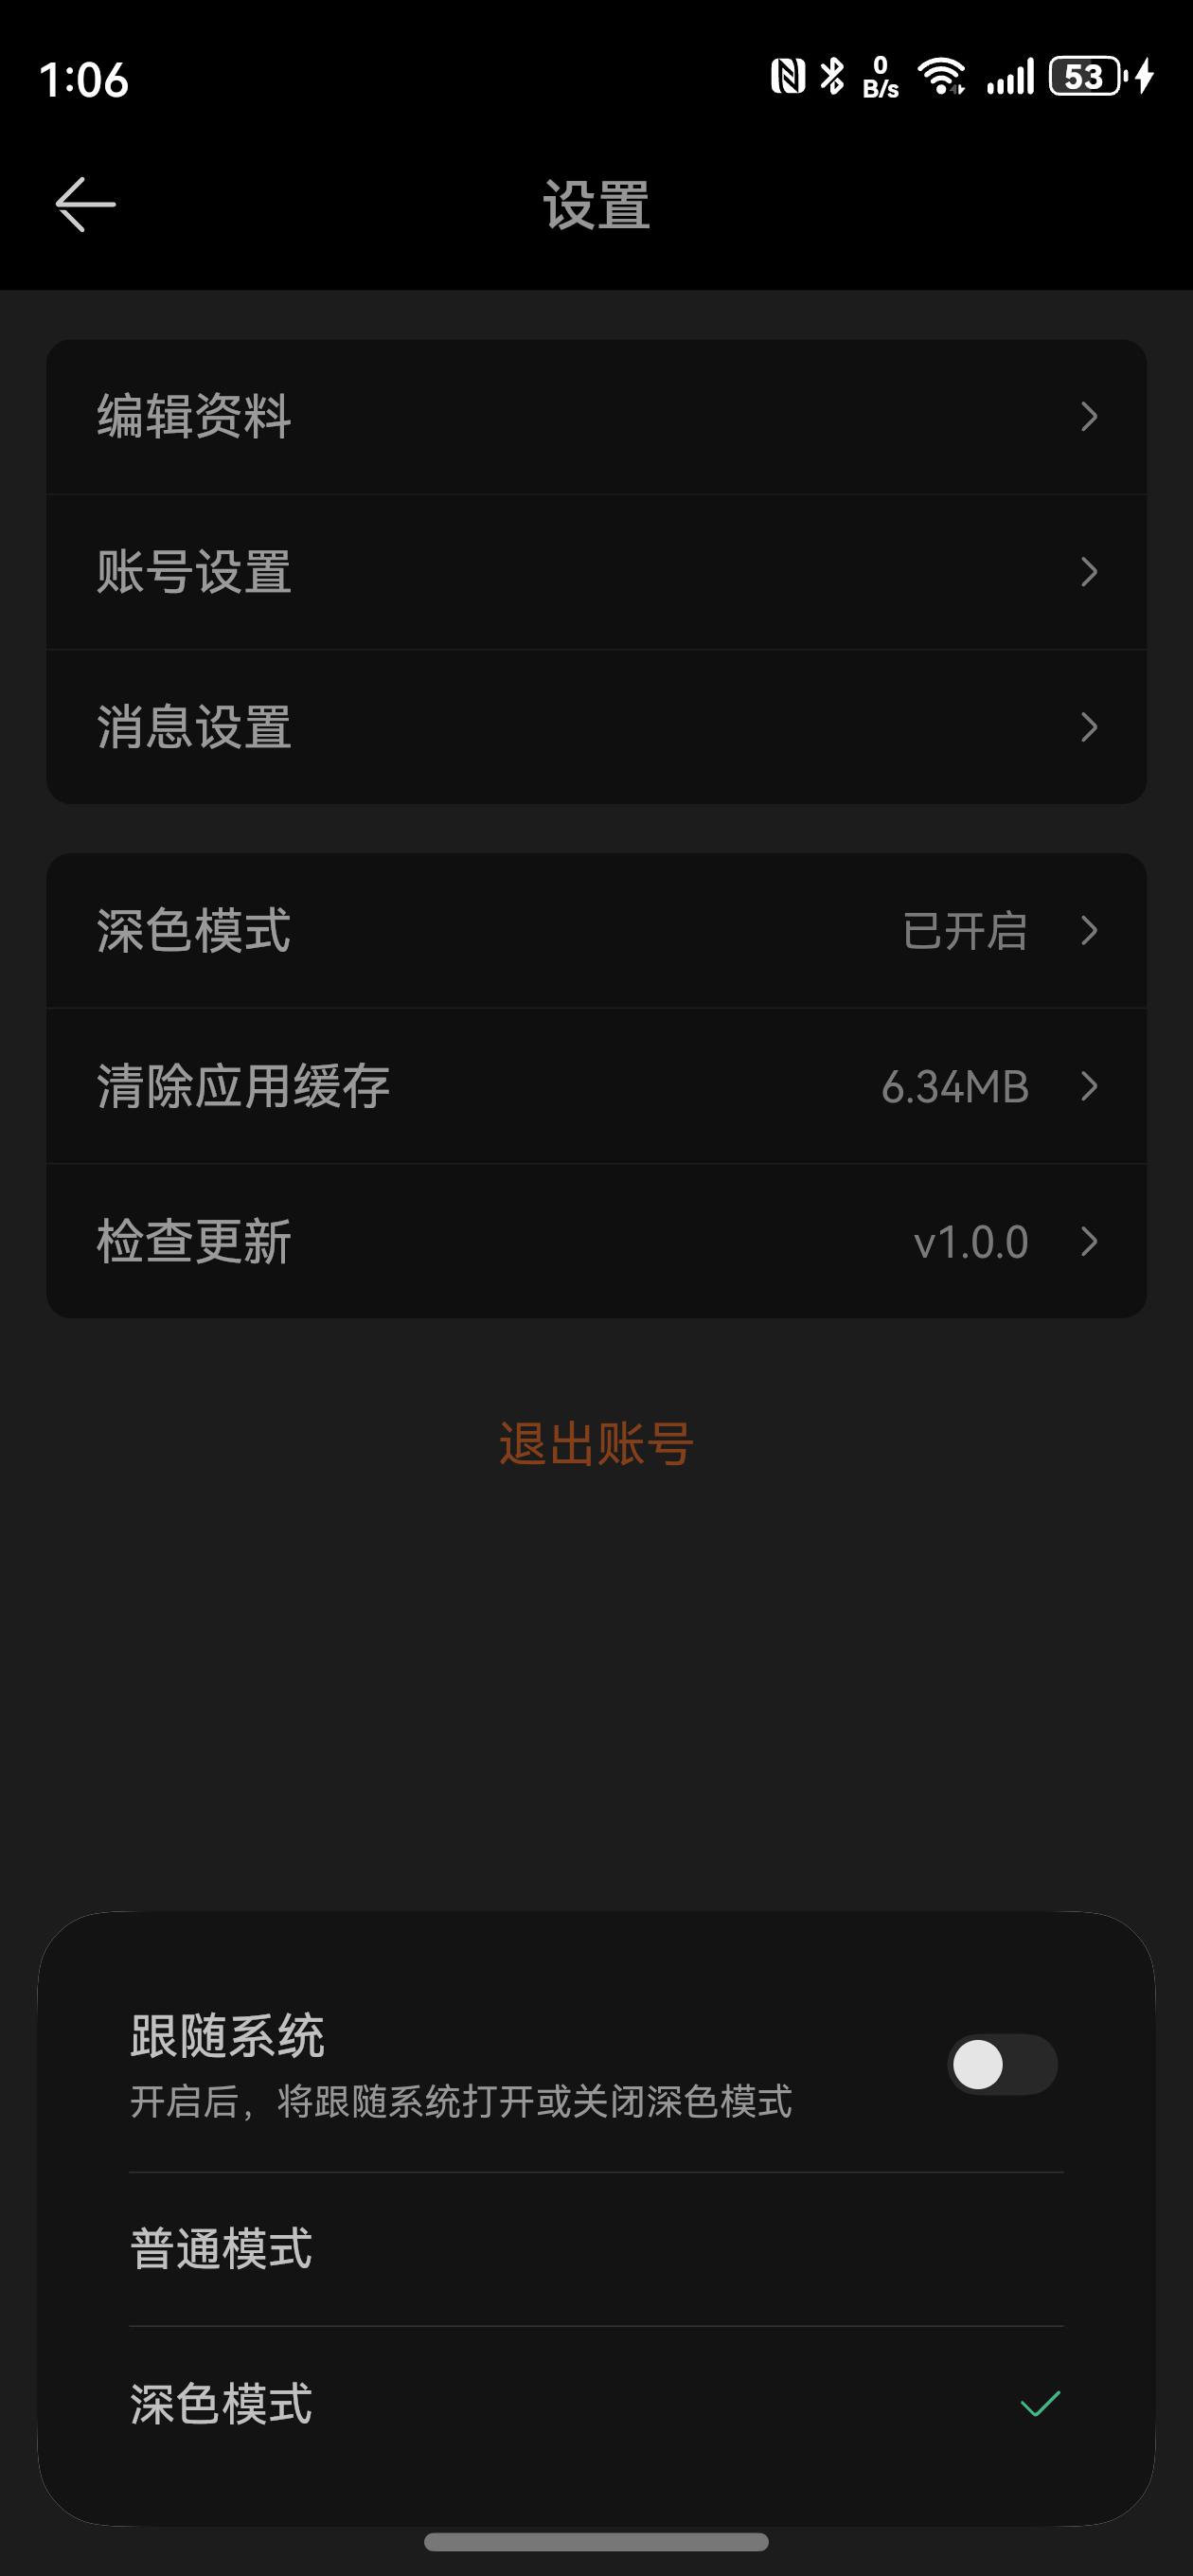 1:06
0
B/s
53
设置
编辑资料
账号设置
消息设置
深色模式 已开启
清除应用缓存 6.34MB
检查更新 v1.0.0
退出账号
跟随系统
开启后，将跟随系统打开或关闭深色模式
普通模式
深色模式